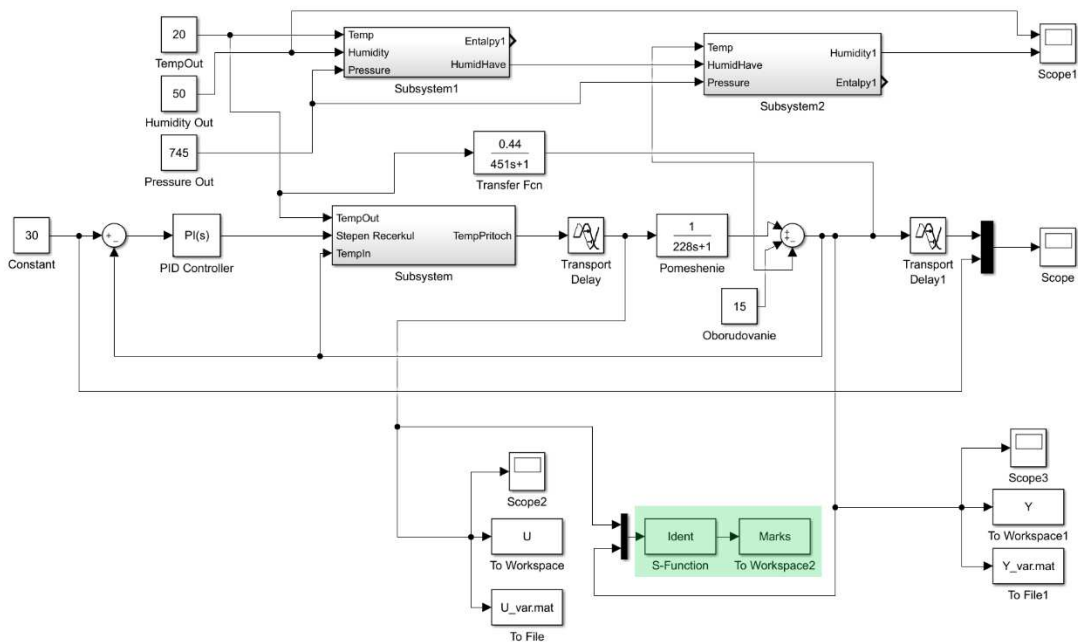 20
TempOut
50
Humidity Out
745
Pressure Out
Temp
Humidity
Pressure
Entalpy1
HumidHave
Subsystem1
Temp
HumidHave
Pressure
Humidity1
Entalpy1
Subsystem2
Scope1
0.44
451s+1
Transfer Fcn
30
Constant
+
-
PI(s)
PID Controller
TempOut
Stepen Recerkul
TempIn
TempPritoch
Subsystem
Transport
Delay
1
228s+1
Pomeshenie
+
+
-
15
Oborudovanie
Transport
Delay1
Scope
Scope2
U
To Workspace
U_var.mat
To File
Ident
S-Function
Marks
To Workspace2
Scope3
Y
To Workspace1
Y_var.mat
To File1